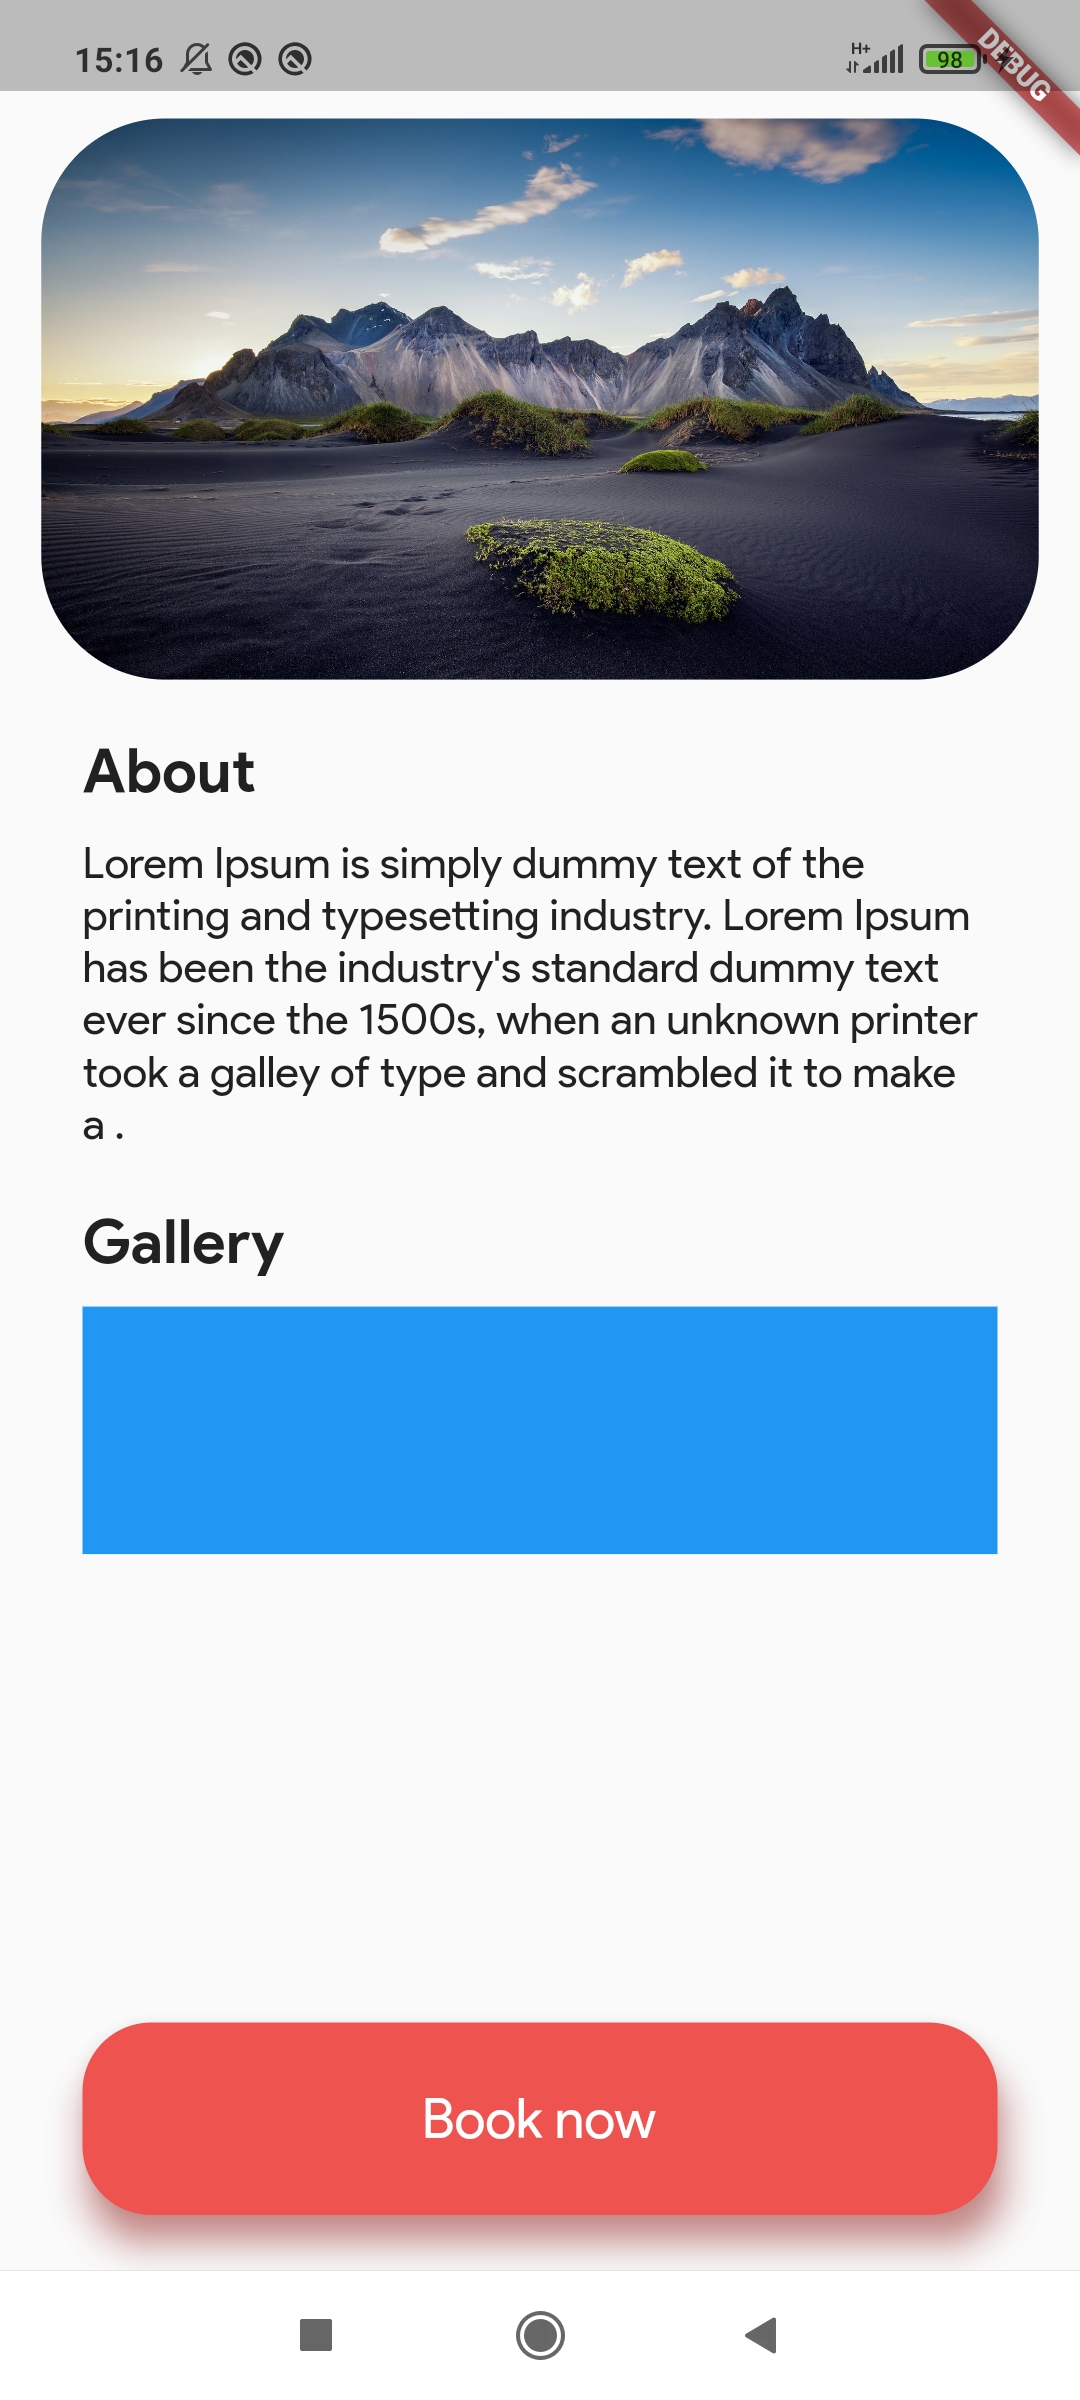 15:16
H+
98
DEBUG
About
Lorem Ipsum is simply dummy text of the
printing and typesetting industry. Lorem Ipsum
has been the industry's standard dummy text
ever since the 1500s, when an unknown printer
took a galley of type and scrambled it to make
a .
Gallery
Book now